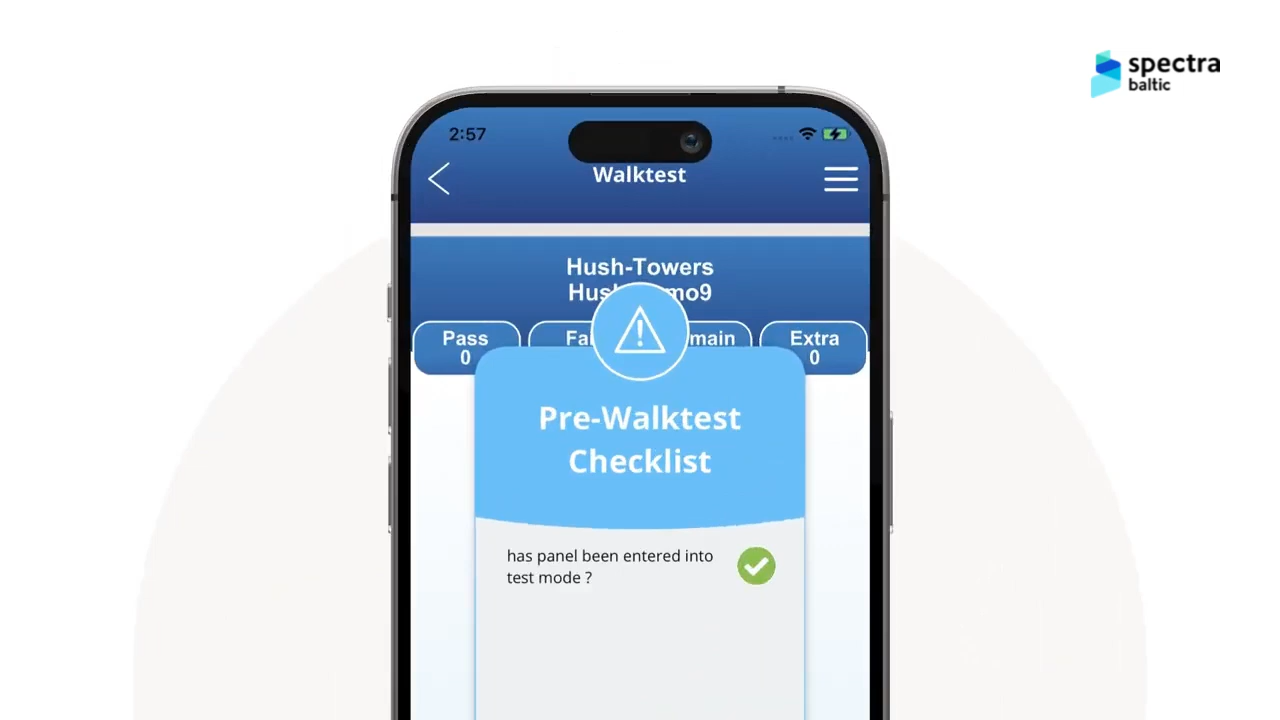 spectra
baltic
2:57
Walktest
Hush-Towers
Pass
0
Extra
0
Pre-Walktest
Checklist
has panel been entered into
test mode ?